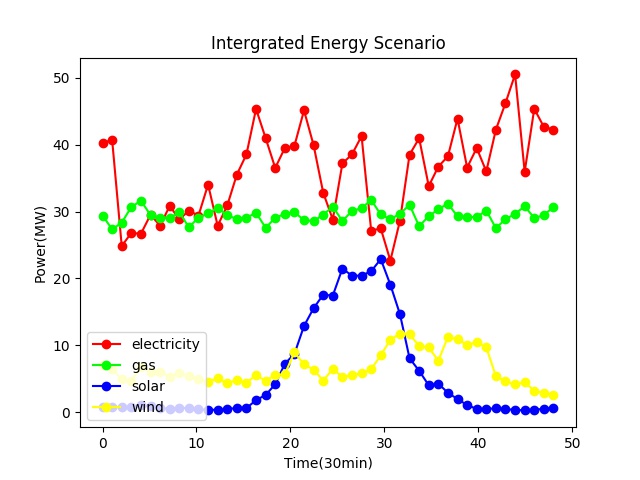 Intergrated Energy Scenario
Power(MW)
50
40
30
20
10
0
electricity
gas
solar
wind
0 10 20 30 40 50
Time(30min)